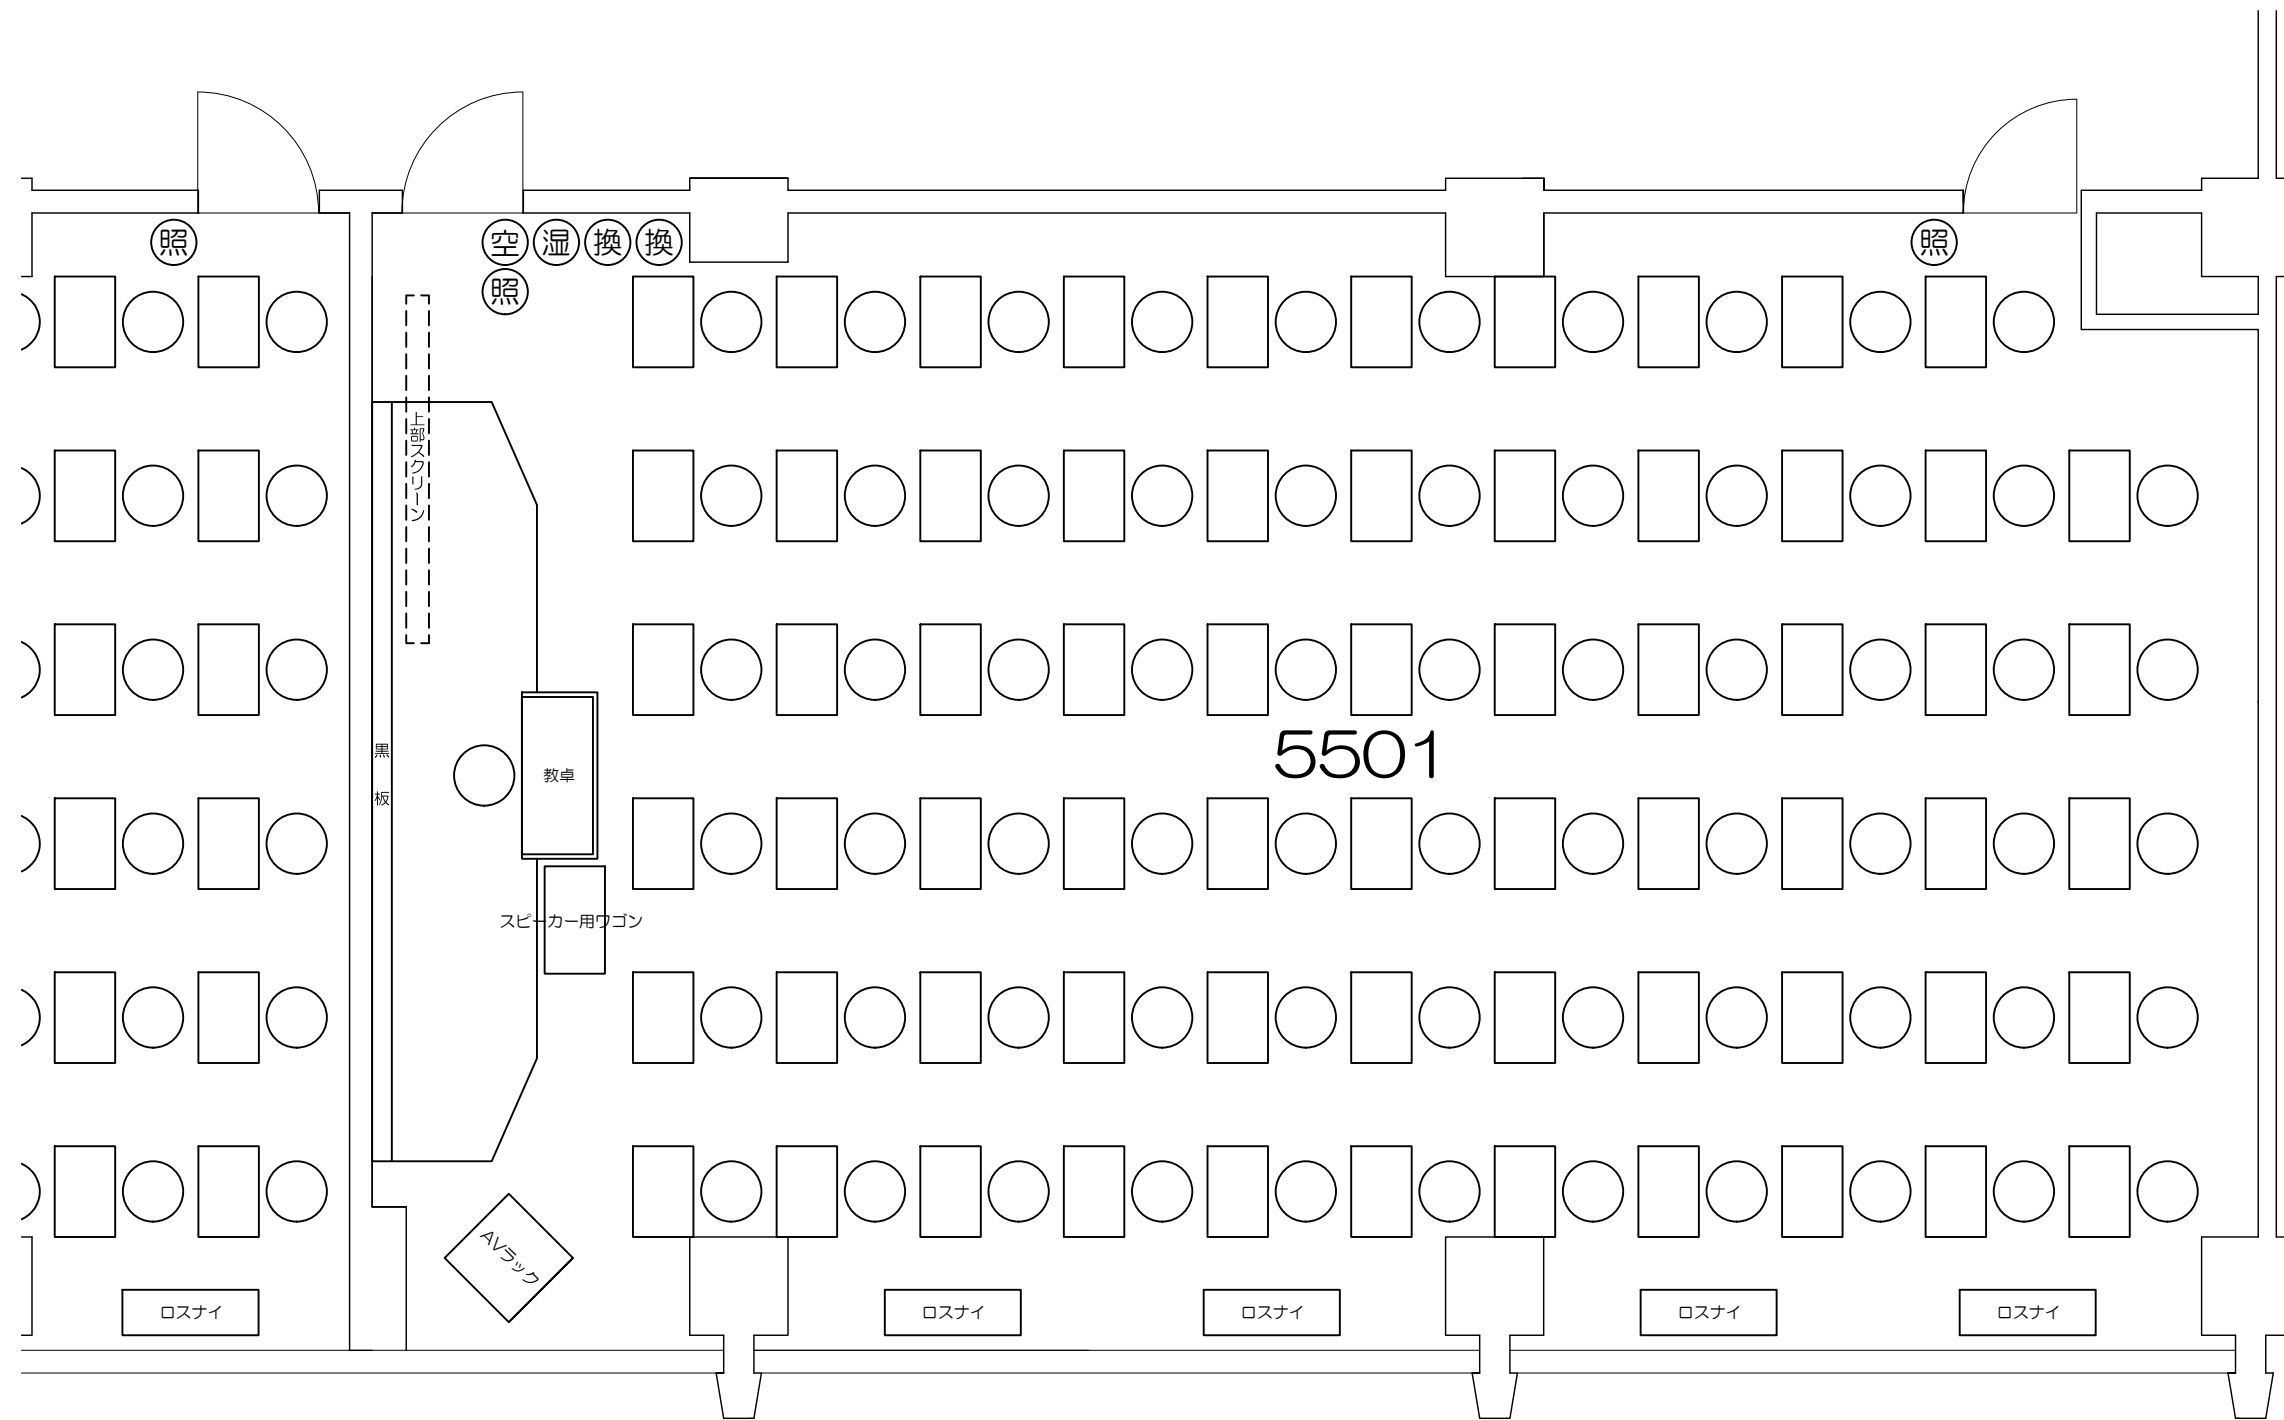 照
空 湿 換 換
照
照
上部スクリーン
5501
黒板
教卓
スピーカー用ワゴン
AVラック
ロスナイ
ロスナイ
ロスナイ
ロスナイ
ロスナイ